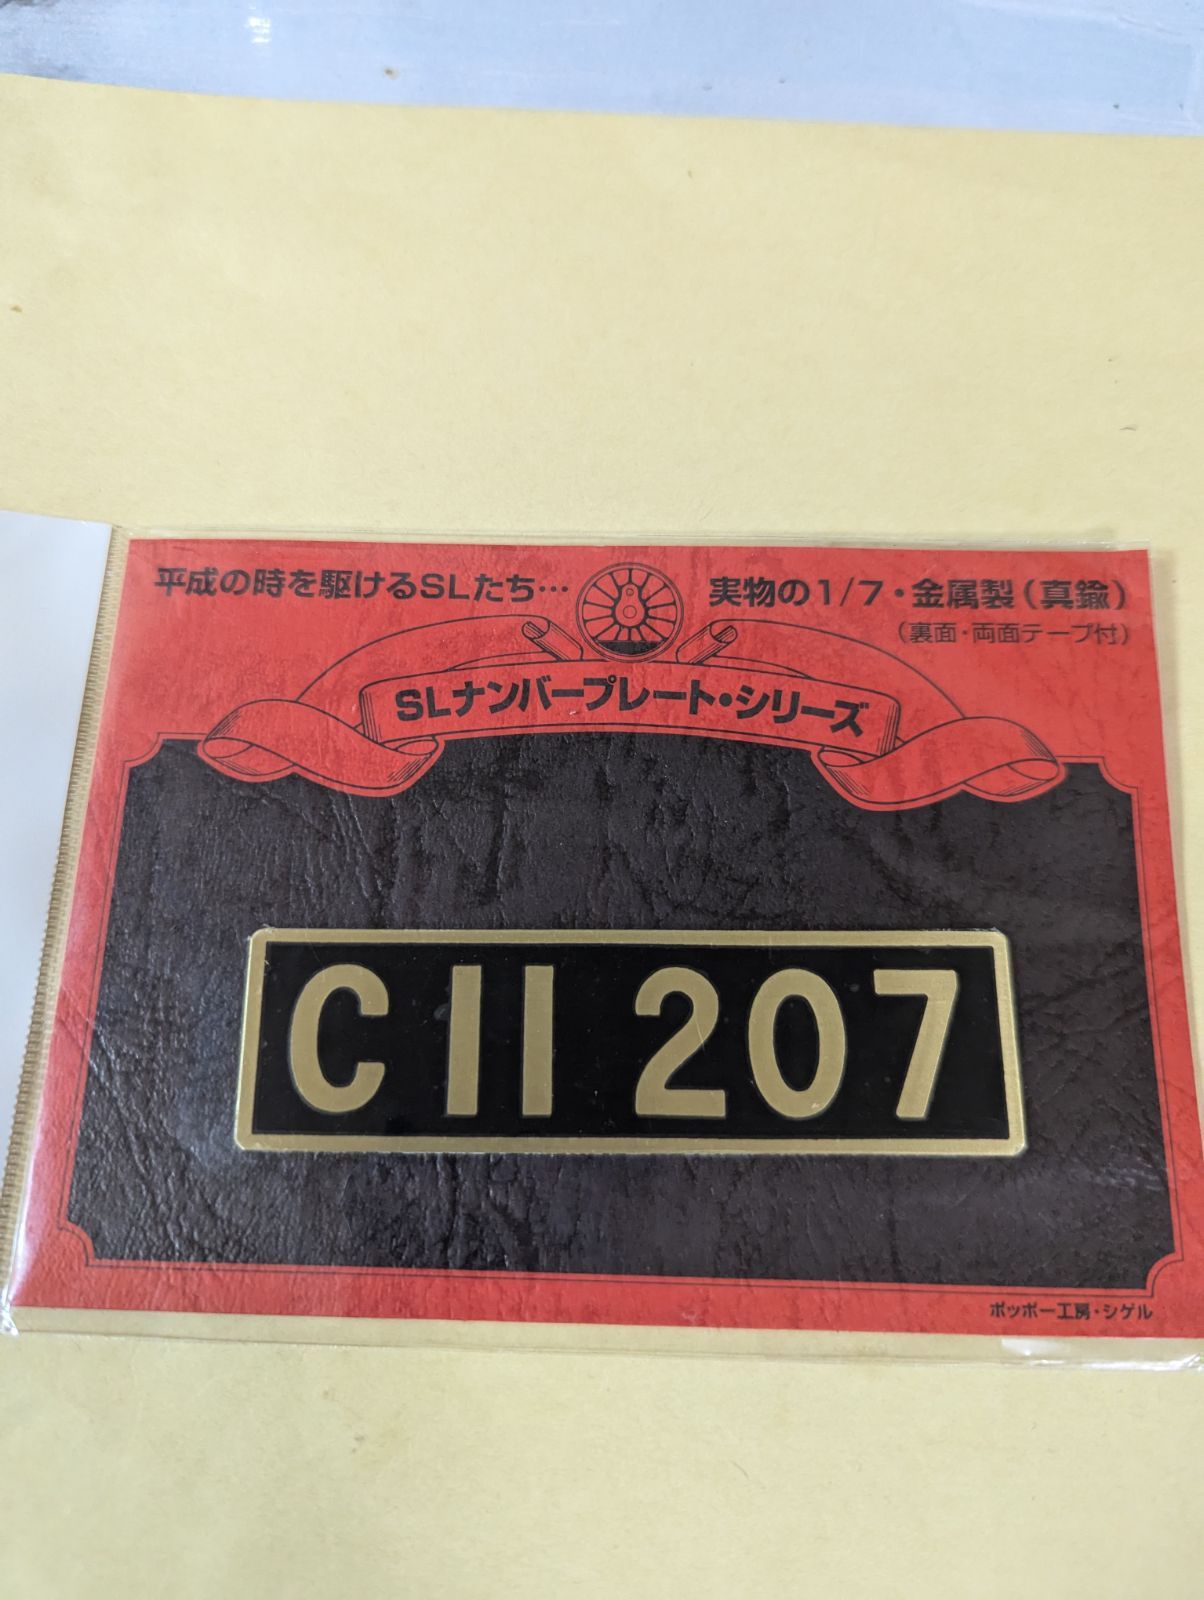 平成の時を駆けるSLたち…
実物の1/7・金属製(真鍮)
(裏面・両面テープ付)
SLナンバープレート・シリーズ
C11 207
ポッポー工房・シゲル